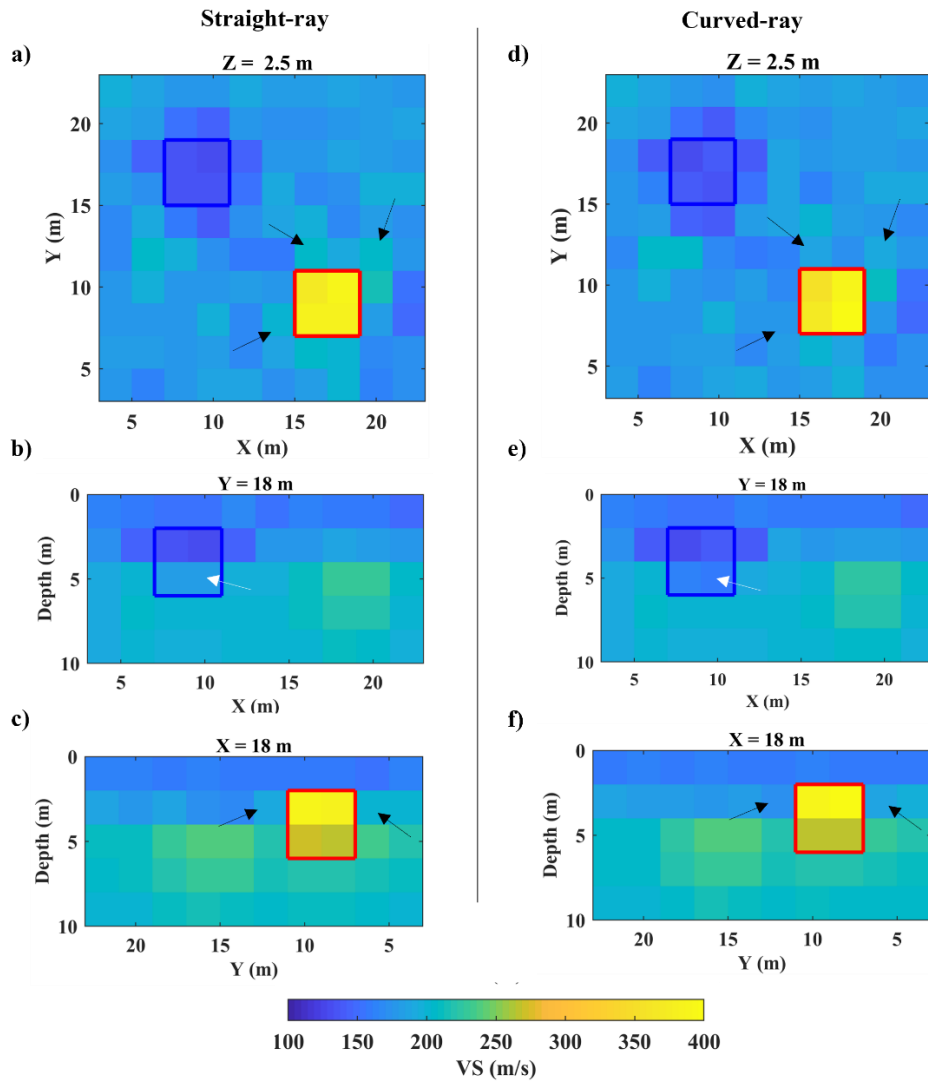 Straight-ray
Curved-ray
a)
Z = 2.5 m
20
15
10
5
Y (m)
5
10
15
20
X (m)
d)
Z = 2.5 m
20
15
10
5
Y (m)
5
10
15
20
X (m)
b)
Y = 18 m
0
5
10
Depth (m)
5
10
15
20
X (m)
e)
Y = 18 m
0
5
10
Depth (m)
5
10
15
20
X (m)
c)
X = 18 m
0
5
10
Depth (m)
20
15
10
5
Y (m)
f)
X = 18 m
0
5
10
Depth (m)
20
15
10
5
Y (m)
100
150
200
250
300
350
400
VS (m/s)